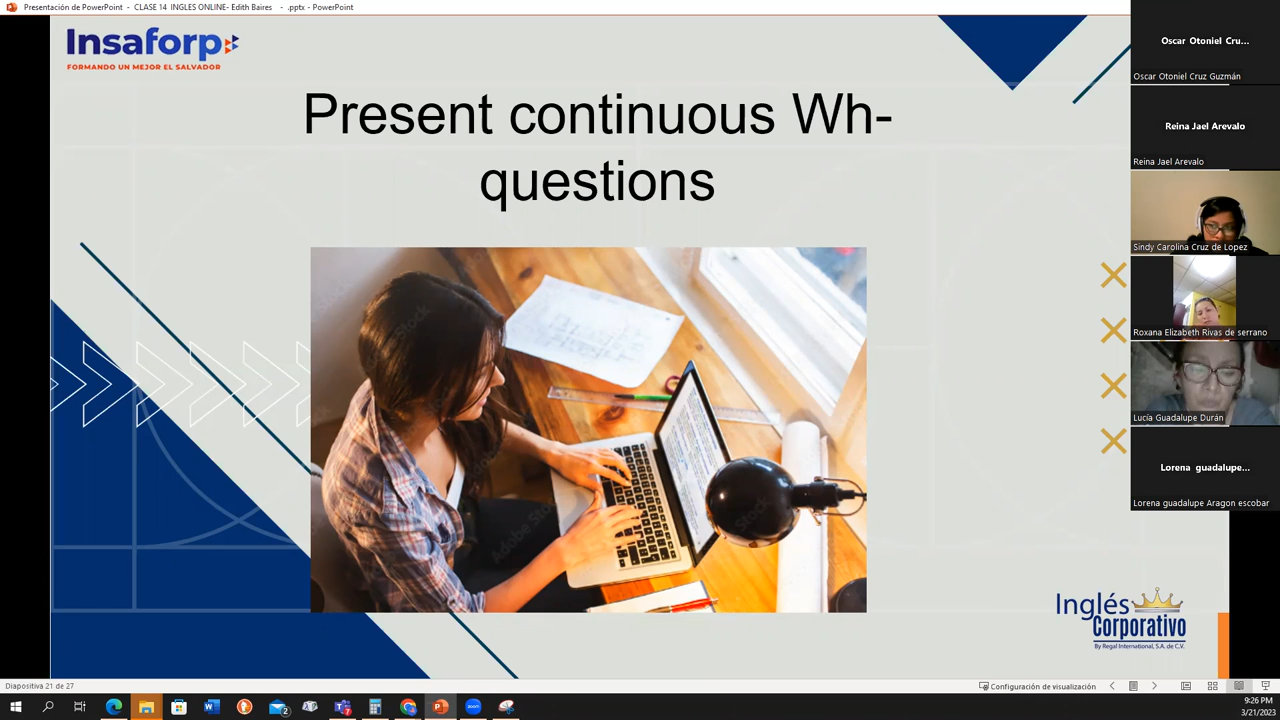 Presentación de PowerPoint - CLASE 14 INGLES ONLINE- Edith Baires - .pptx - PowerPoint
Insaforp
FORMANDO UN MEJOR EL SALVADOR
Present continuous Wh-
questions
Oscar Otoniel Cru...
Oscar Otoniel Cruz Guzmán
Reina Jael Arevalo
Reina Jael Arevalo
Sindy Carolina Cruz de Lopez
Roxana Elizabeth Rivas de serrano
Lucía Guadalupe Durán
Lorena guadalupe...
Lorena guadalupe Aragon escobar
Adobe Stock
Inglés
Corporativo
By Regal International, S.A. de C.V.
Diapositiva 21 de 27
Configuración de visualización
9:26 PM
3/21/2023